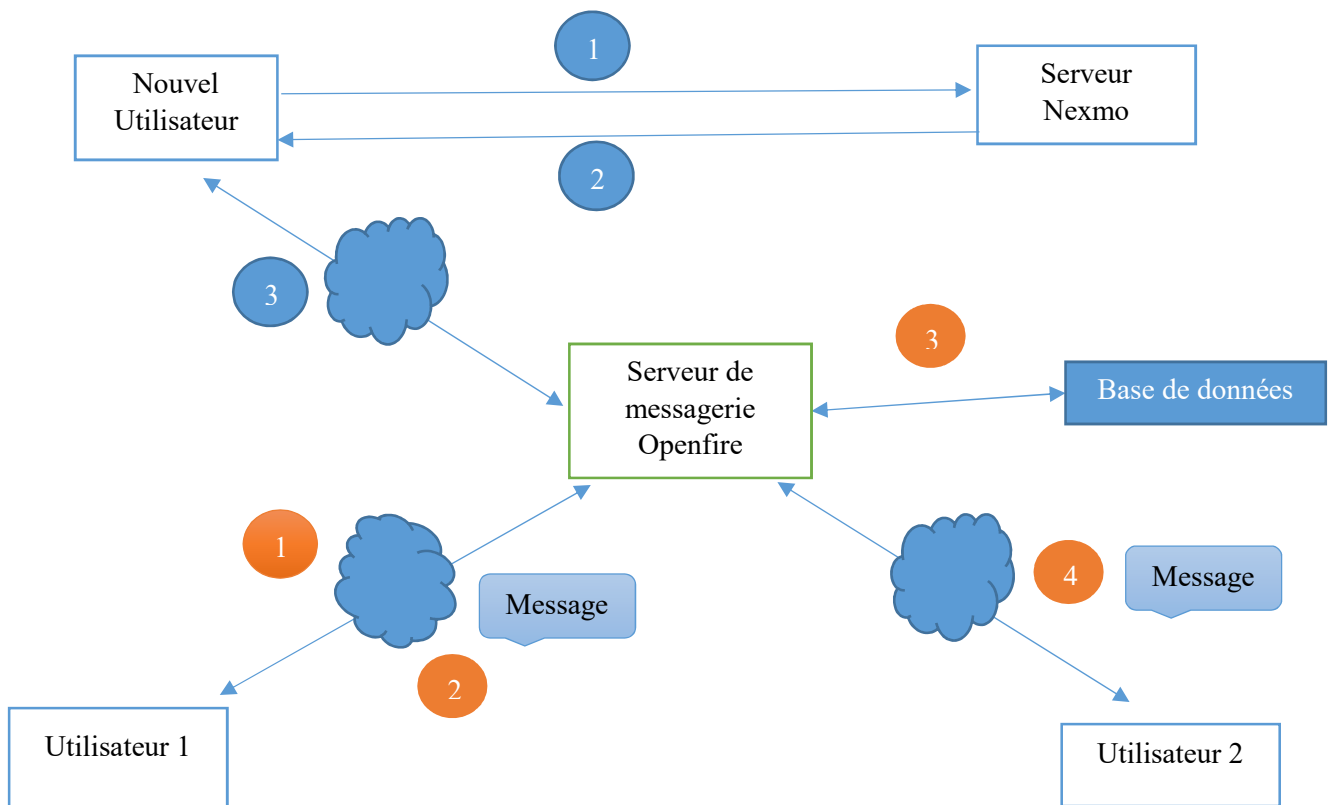 1
Nouvel
Utilisateur
Serveur
Nexmo
2
3
3
Serveur de
messagerie
Openfire
Base de données
1
Message
2
4
Message
Utilisateur 1
Utilisateur 2